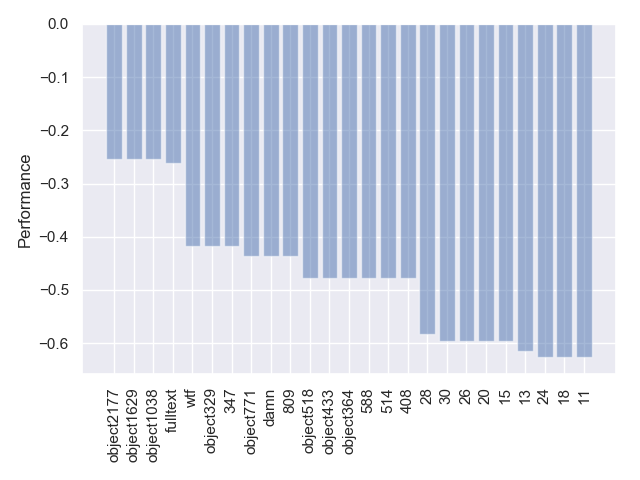 0.0
−0.1
−0.2
−0.3
−0.4
−0.5
−0.6
Performance
object2177
object1629
object1038
fulltext
wtf
object329
347
object771
damn
809
object518
object433
object364
588
514
408
28
30
26
20
15
13
24
18
11